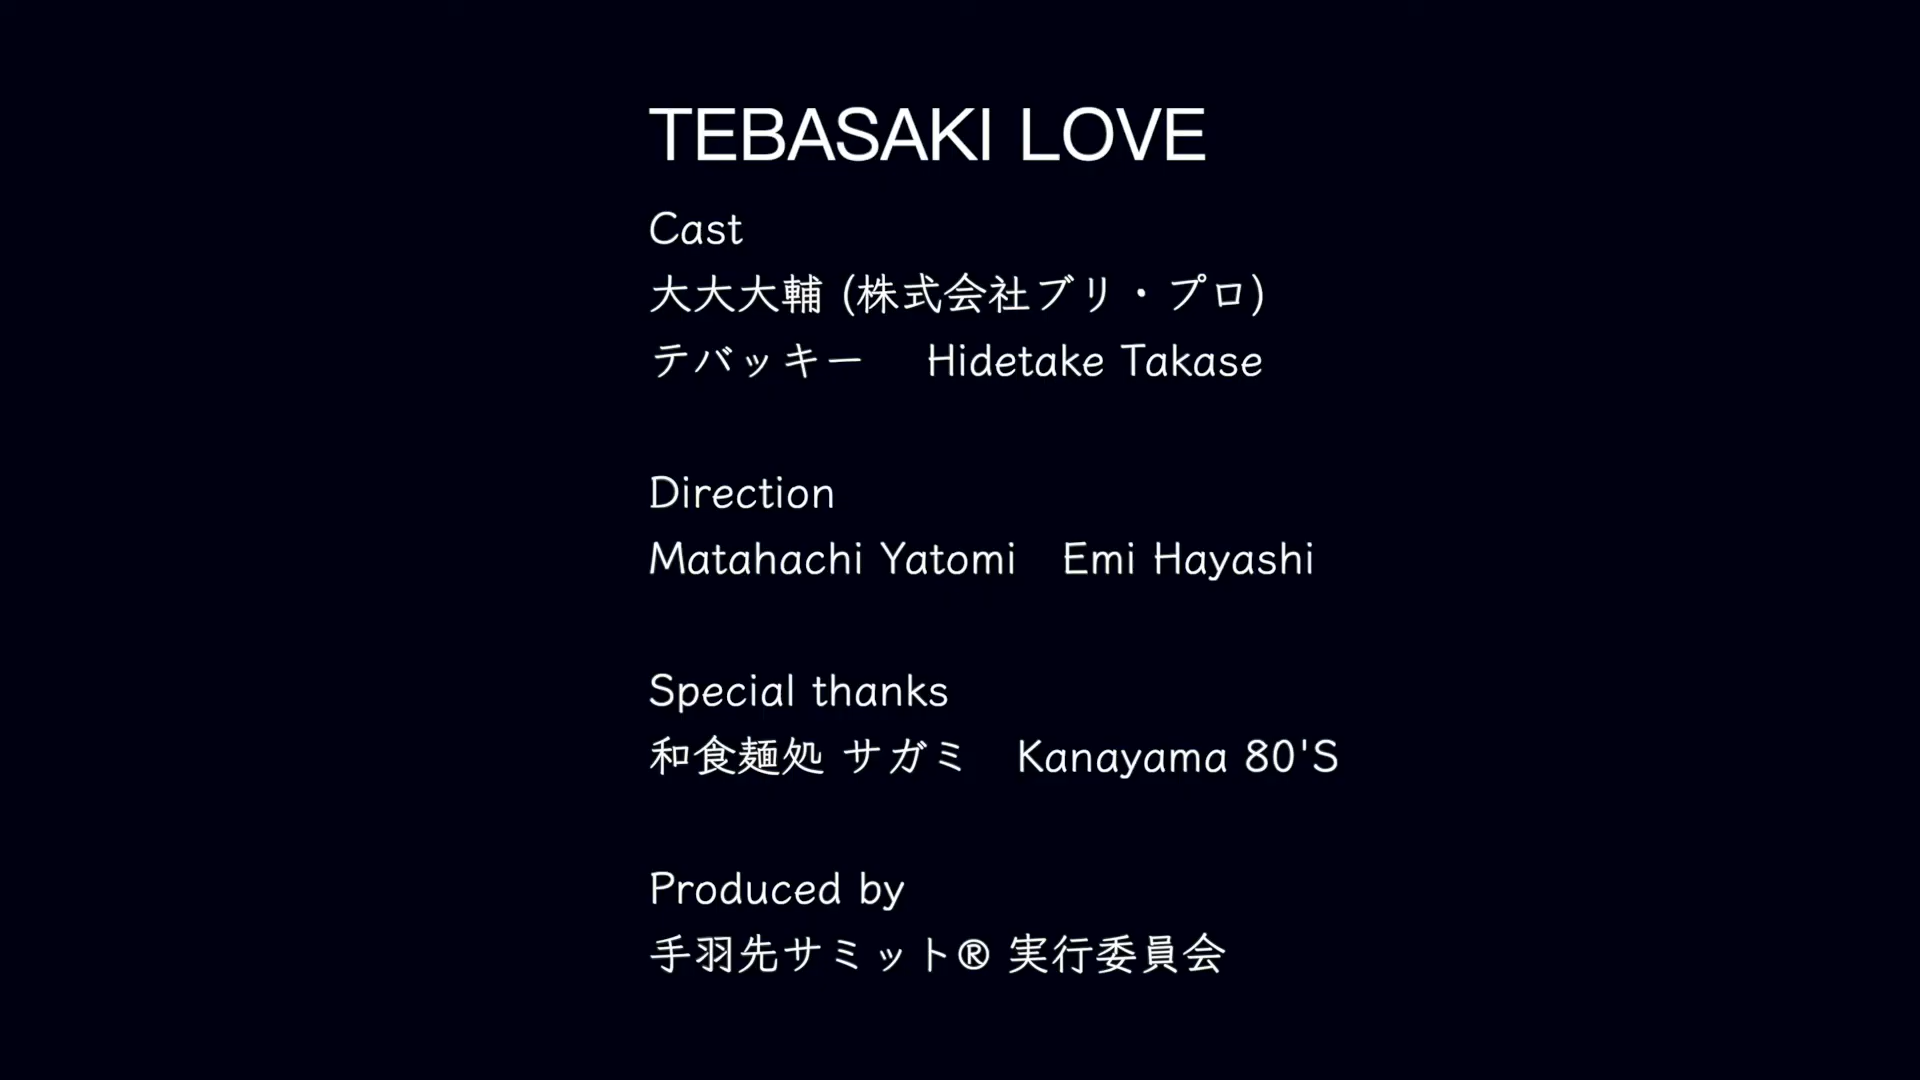 TEBASAKI LOVE
Cast
大大大輔 (株式会社ブリ・プロ)
テバッキー　Hidetake Takase
Direction
Matahachi Yatomi　Emi Hayashi
Special thanks
和食麺処 サガミ　Kanayama 80'S
Produced by
手羽先サミット® 実行委員会